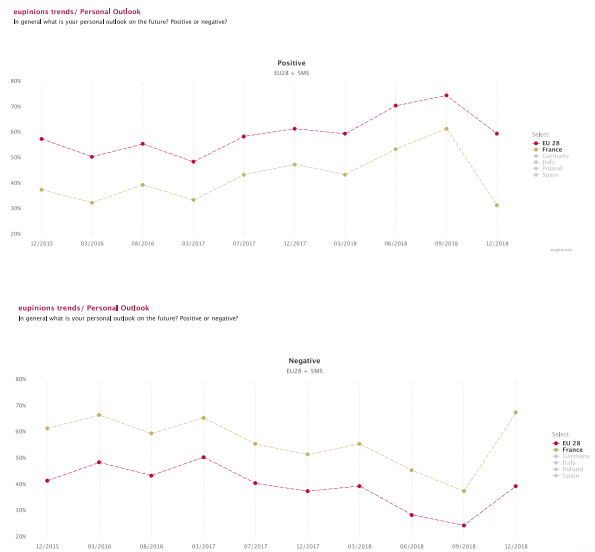 eupinions trends/ Personal Outlook
In general what is your personal outlook on the future? Positive or negative?
Positive
EU28 + 5MS
80%
70%
60%
50%
40%
30%
20%
12/2015 03/2016 08/2016 03/2017 07/2017 12/2017 03/2018 06/2018 09/2018 12/2018
Select:
EU 28
France
Germany
Italy
Poland
Spain
eupinions
eupinions trends/ Personal Outlook
In general what is your personal outlook on the future? Positive or negative?
Negative
EU28 + 5MS
80%
70%
60%
50%
40%
30%
20%
12/2015 03/2016 08/2016 03/2017 07/2017 12/2017 03/2018 06/2018 09/2018 12/2018
Select:
EU 28
France
Germany
Italy
Poland
Spain